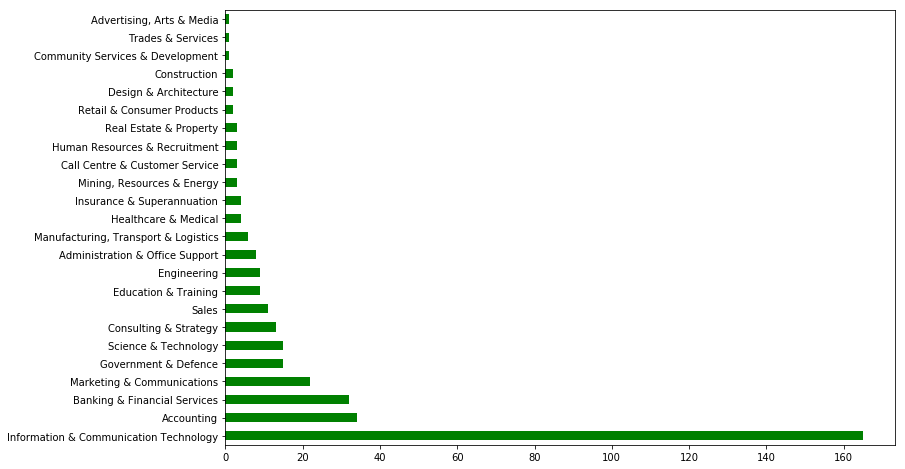 Advertising, Arts & Media
Trades & Services
Community Services & Development
Construction
Design & Architecture
Retail & Consumer Products
Real Estate & Property
Human Resources & Recruitment
Call Centre & Customer Service
Mining, Resources & Energy
Insurance & Superannuation
Healthcare & Medical
Manufacturing, Transport & Logistics
Administration & Office Support
Engineering
Education & Training
Sales
Consulting & Strategy
Science & Technology
Government & Defence
Marketing & Communications
Banking & Financial Services
Accounting
Information & Communication Technology
0 20 40 60 80 100 120 140 160